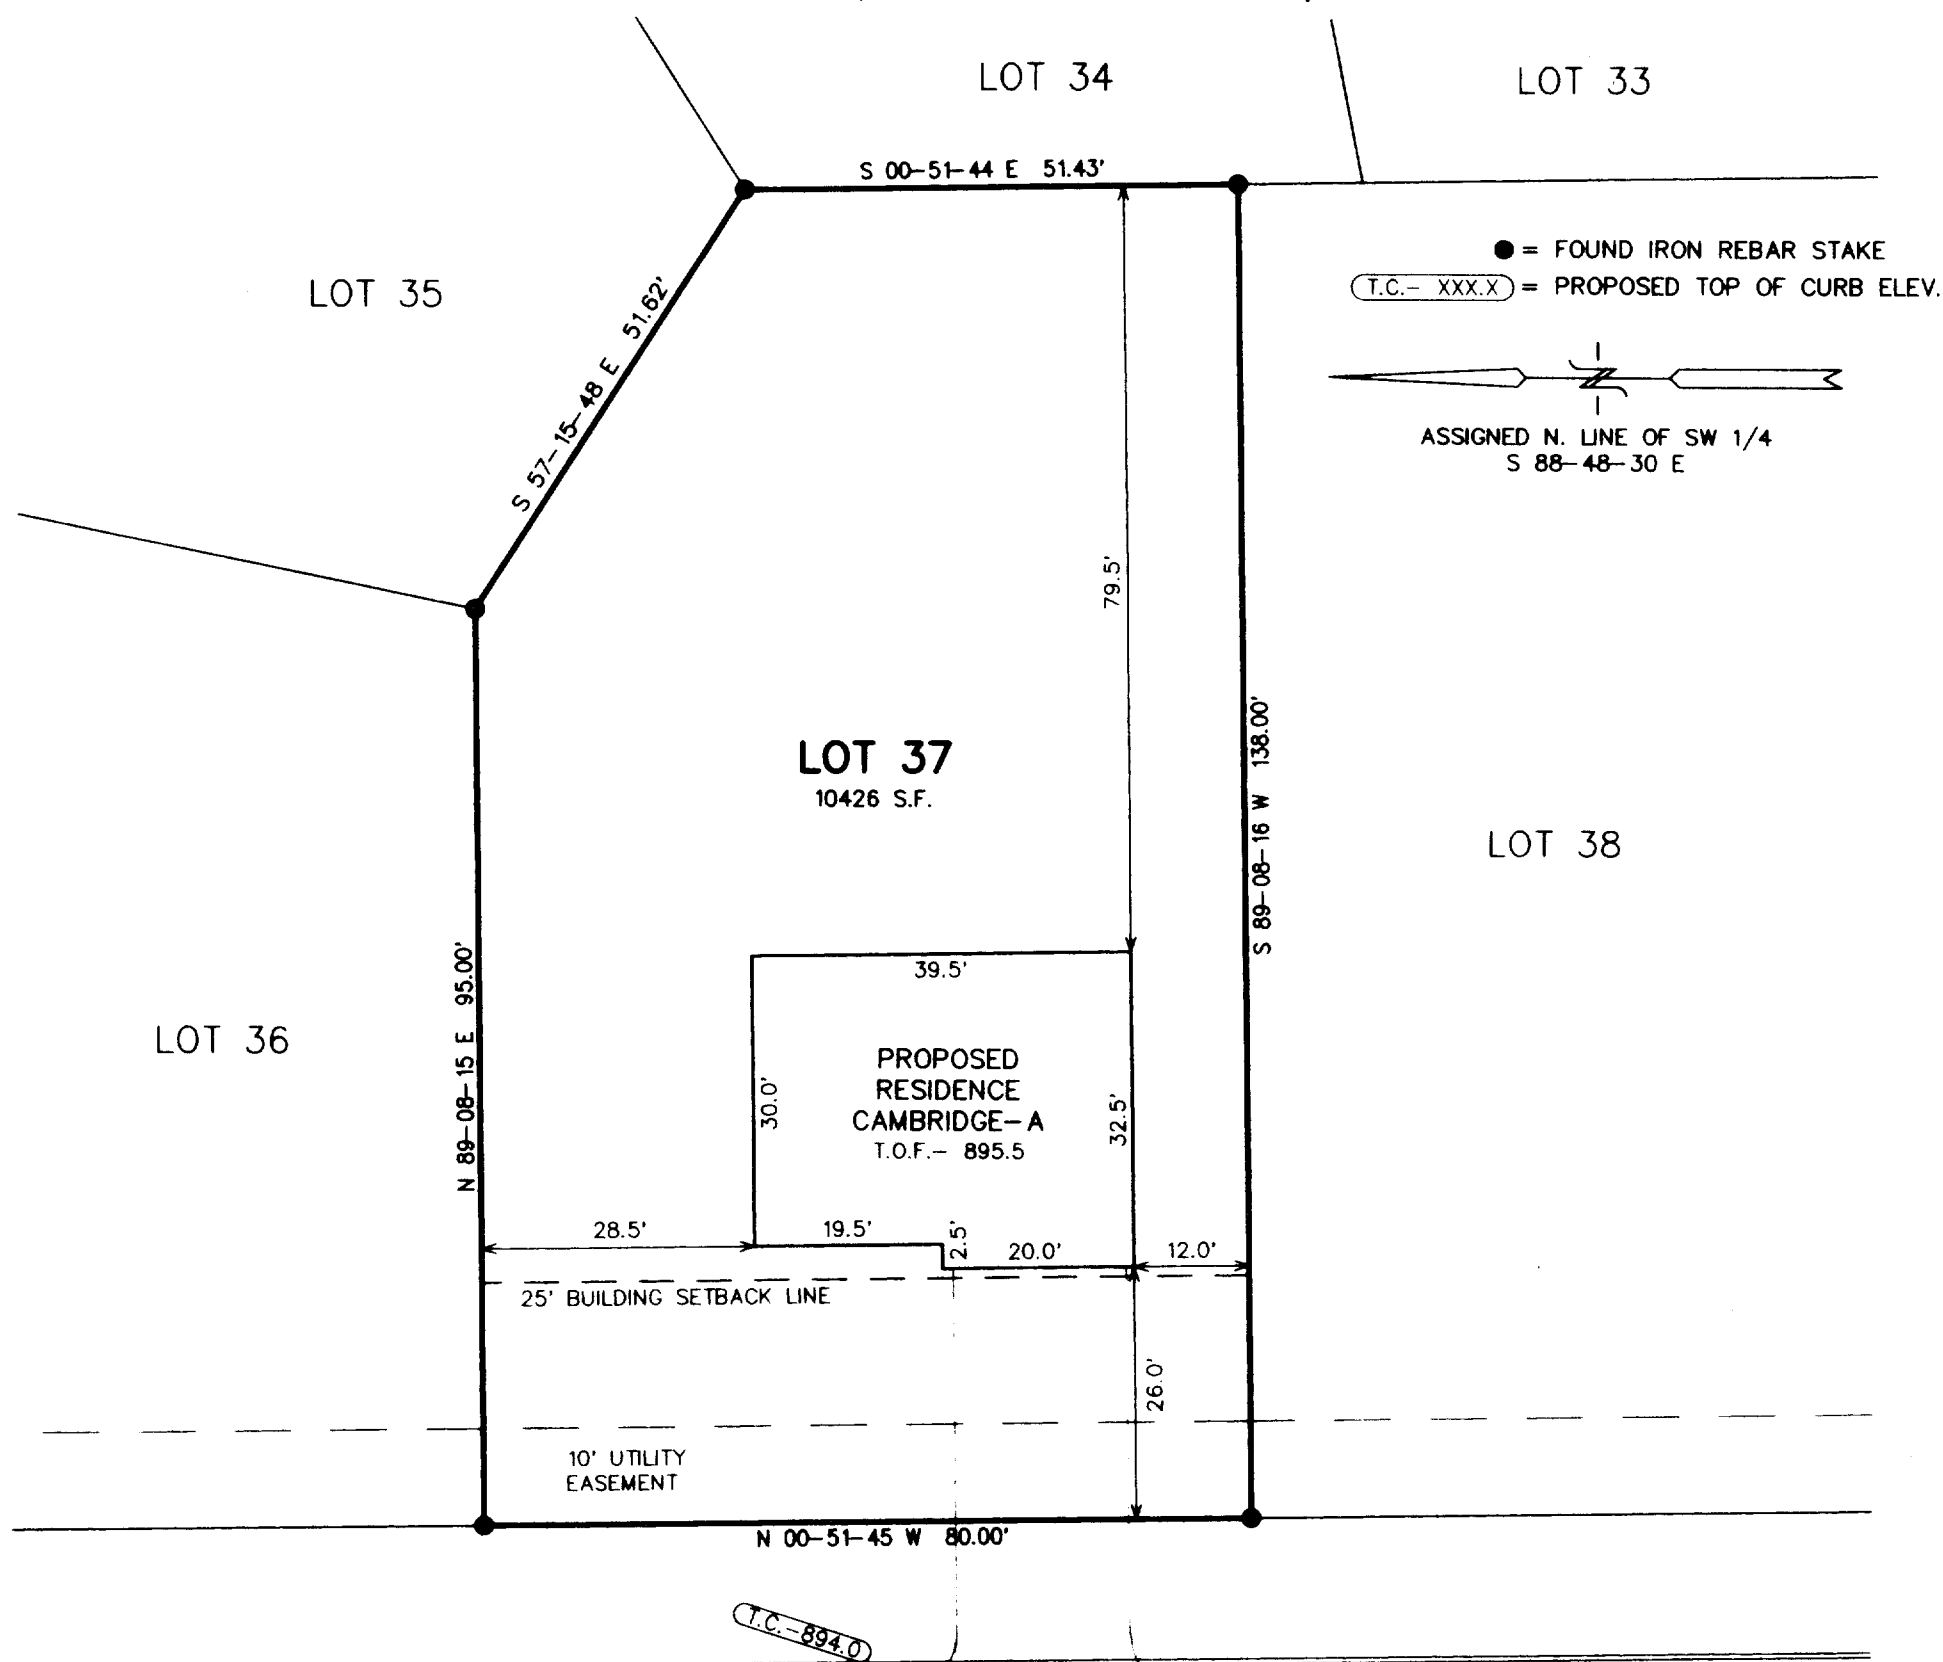 LOT 34
LOT 33
S 00-51-44 E 51.43'
● = FOUND IRON REBAR STAKE
T.C.- XXX.X = PROPOSED TOP OF CURB ELEV.
LOT 35
S 57-15-48 E 51.62'
ASSIGNED N. LINE OF SW 1/4
S 88-48-30 E
79.5'
LOT 37
10426 S.F.
S 89-08-16 W 138.00'
LOT 38
N 89-08-15 E 95.00'
LOT 36
39.5'
30.0'
PROPOSED
RESIDENCE
CAMBRIDGE-A
T.O.F.- 895.5
32.5'
28.5'
19.5'
2.5'
20.0'
12.0'
25' BUILDING SETBACK LINE
26.0'
10' UTILITY
EASEMENT
N 00-51-45 W 80.00'
T.C.-894.0